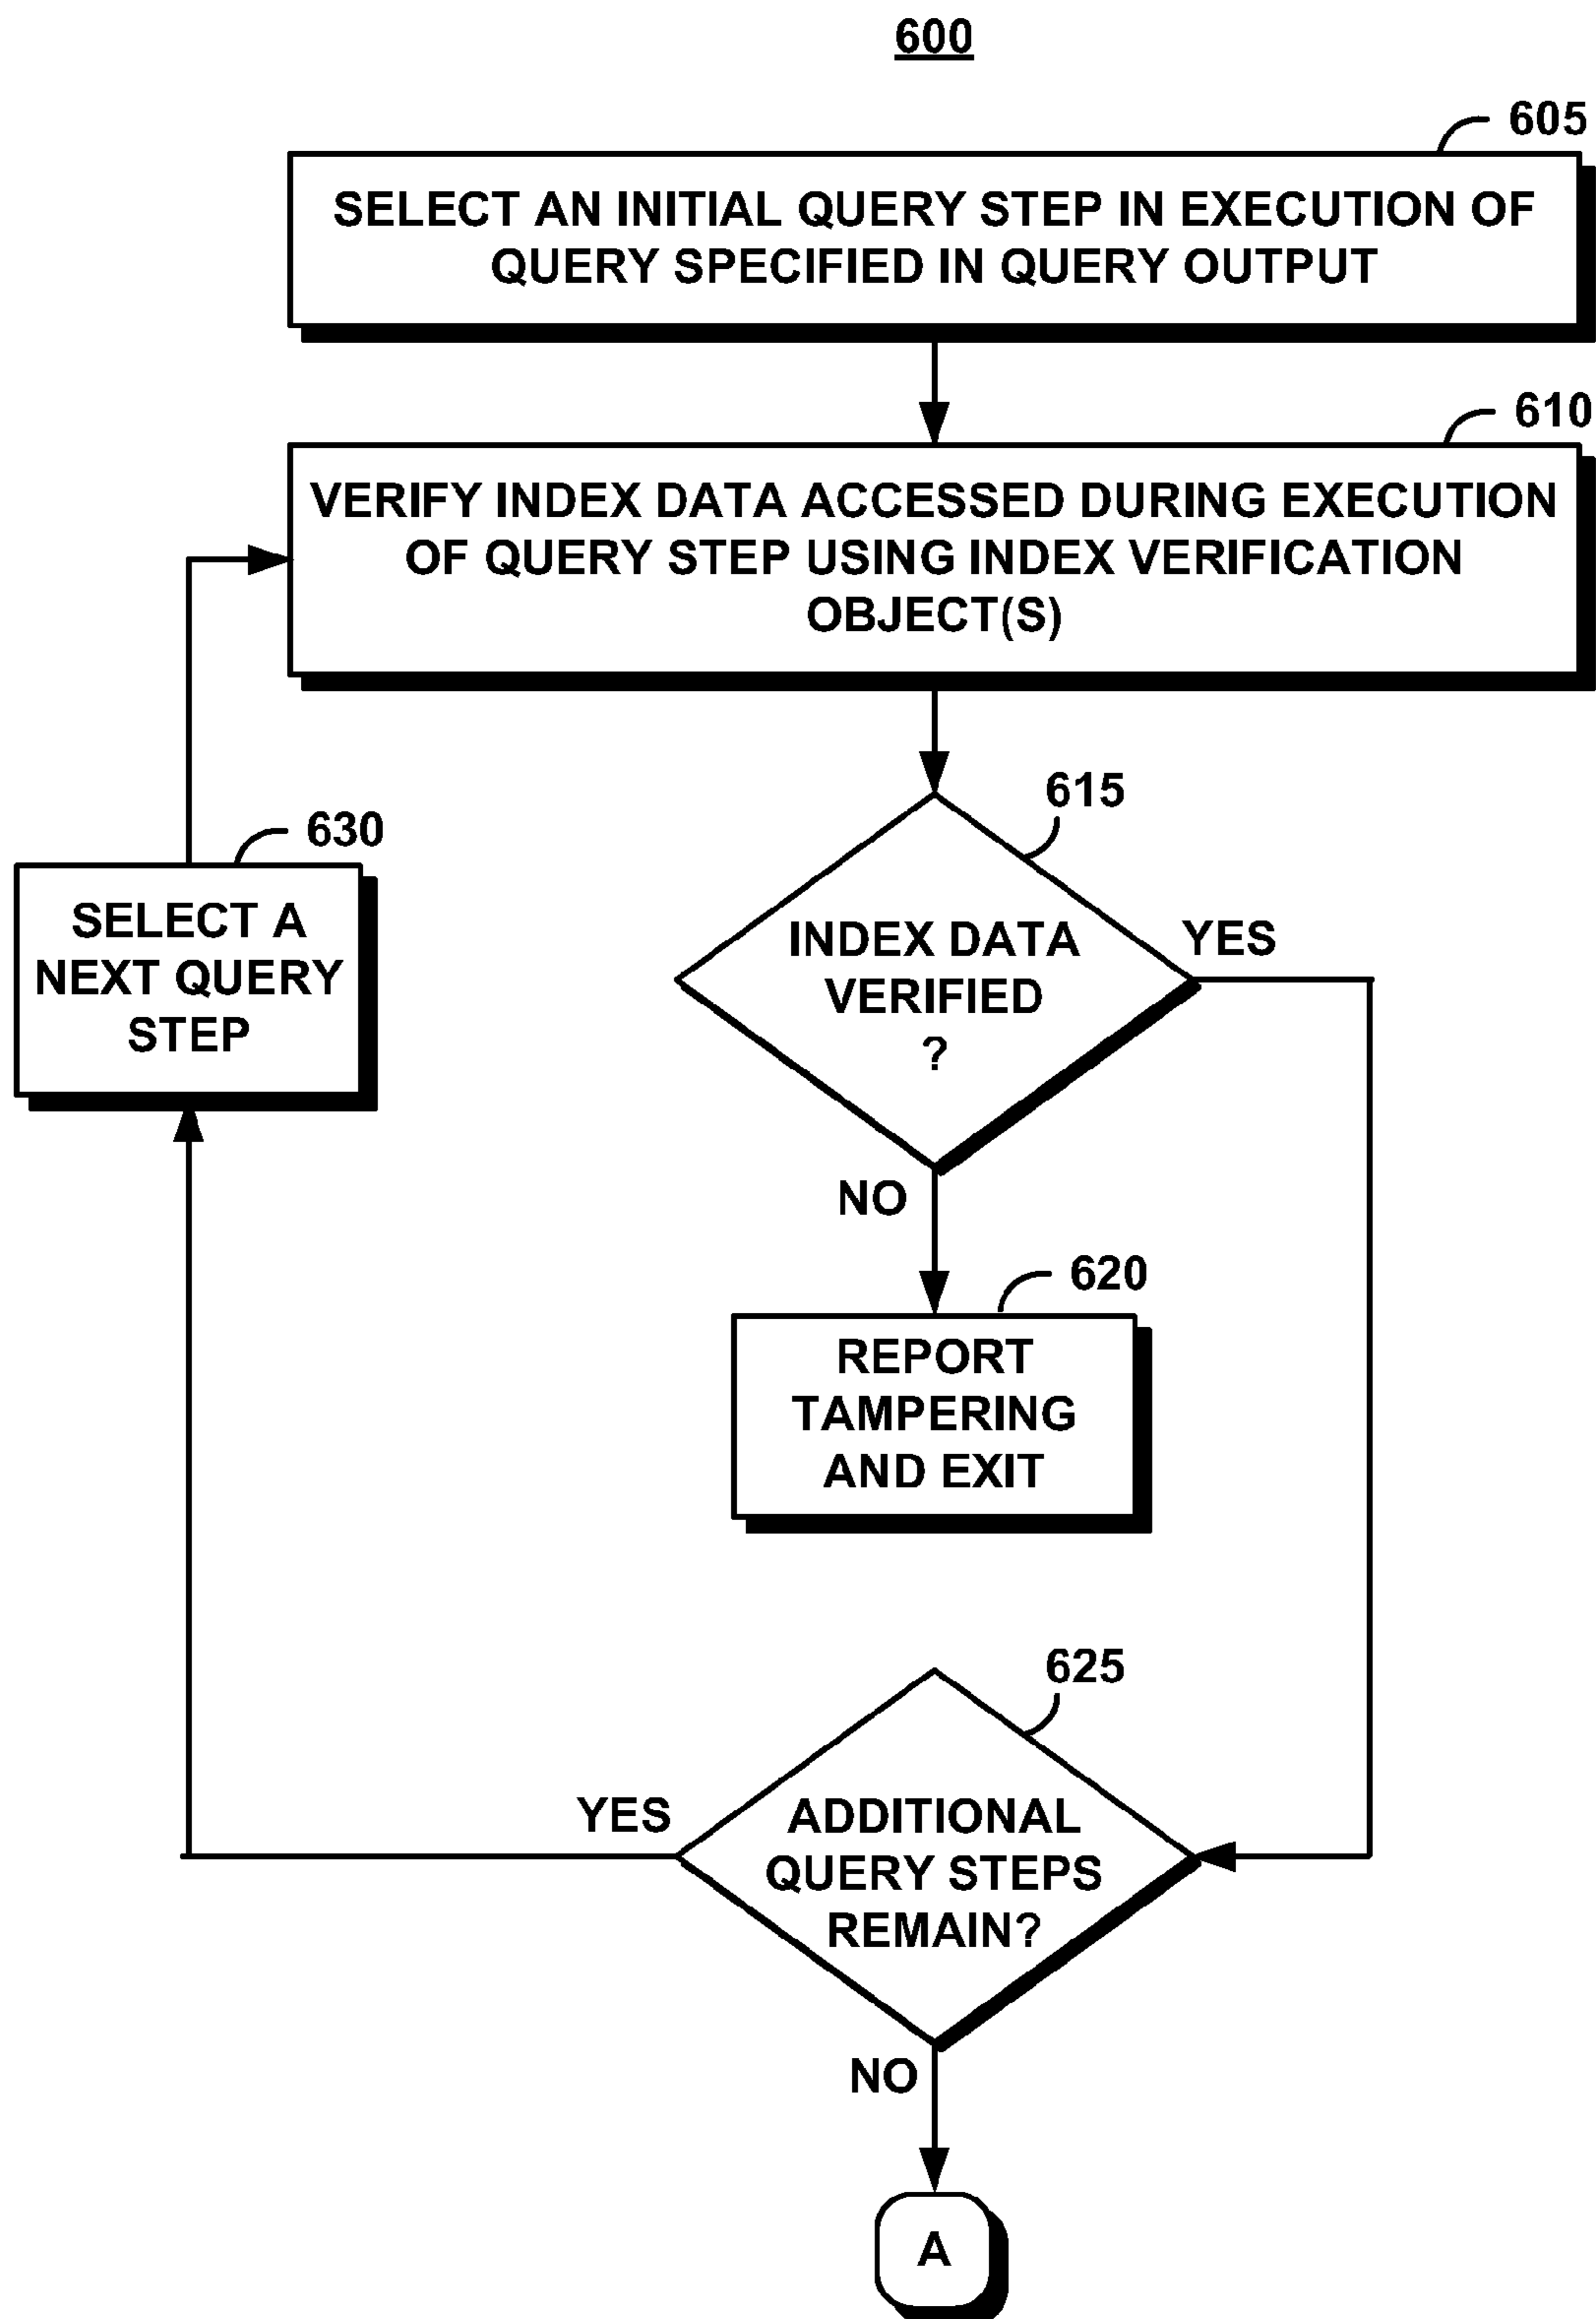 600
605
SELECT AN INITIAL QUERY STEP IN EXECUTION OF
QUERY SPECIFIED IN QUERY OUTPUT
610
VERIFY INDEX DATA ACCESSED DURING EXECUTION
OF QUERY STEP USING INDEX VERIFICATION
OBJECT(S)
615
INDEX DATA
VERIFIED
?
YES
NO
630
SELECT A
NEXT QUERY
STEP
620
REPORT
TAMPERING
AND EXIT
625
ADDITIONAL
QUERY STEPS
REMAIN?
YES
NO
A